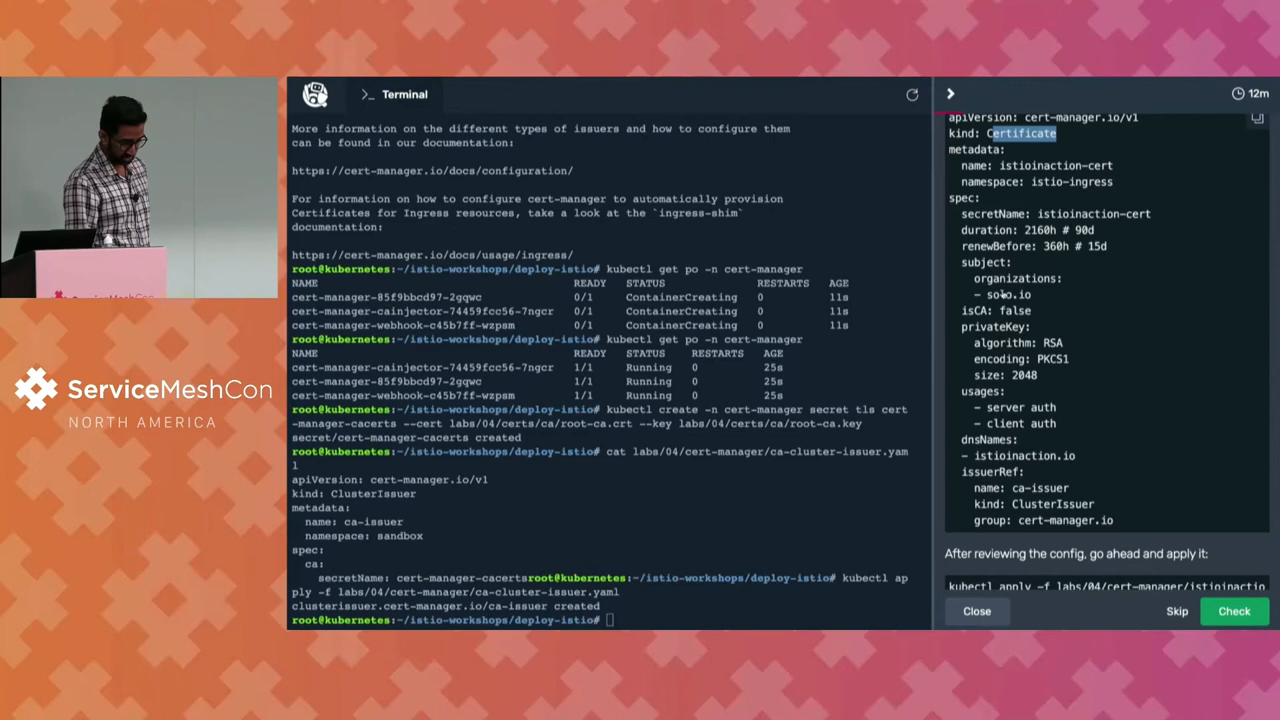 ServiceMeshCon
NORTH AMERICA
>_ Terminal
More information on the different types of issuers and how to configure them
can be found in our documentation:
https://cert-manager.io/docs/configuration/
For information on how to configure cert-manager to automatically provision
Certificates for Ingress resources, take a look at the `ingress-shim`
documentation:
https://cert-manager.io/docs/usage/ingress/
root@kubernetes:~/istio-workshops/deploy-istio# kubectl get po -n cert-manager
NAME READY STATUS RESTARTS AGE
cert-manager-85f9bbcd97-2gqwc 0/1 ContainerCreating 0 11s
cert-manager-cainjector-74459fcc56-7ngcr 0/1 ContainerCreating 0 11s
cert-manager-webhook-c45b7ff-wzpsm 0/1 ContainerCreating 0 11s
root@kubernetes:~/istio-workshops/deploy-istio# kubectl get po -n cert-manager
NAME READY STATUS RESTARTS AGE
cert-manager-cainjector-74459fcc56-7ngcr 1/1 Running 0 25s
cert-manager-85f9bbcd97-2gqwc 1/1 Running 0 25s
cert-manager-webhook-c45b7ff-wzpsm 1/1 Running 0 25s
root@kubernetes:~/istio-workshops/deploy-istio# kubectl create -n cert-manager secret tls cert
-manager-cacerts --cert labs/04/certs/ca/root-ca.crt --key labs/04/certs/ca/root-ca.key
secret/cert-manager-cacerts created
root@kubernetes:~/istio-workshops/deploy-istio# cat labs/04/cert-manager/ca-cluster-issuer.yam
l
apiVersion: cert-manager.io/v1
kind: ClusterIssuer
metadata:
  name: ca-issuer
  namespace: sandbox
spec:
  ca:
    secretName: cert-manager-cacertsroot@kubernetes:~/istio-workshops/deploy-istio# kubectl ap
ply -f labs/04/cert-manager/ca-cluster-issuer.yaml
clusterissuer.cert-manager.io/ca-issuer created
root@kubernetes:~/istio-workshops/deploy-istio#
12m
apiVersion: cert-manager.io/v1
kind: Certificate
metadata:
  name: istioinaction-cert
  namespace: istio-ingress
spec:
  secretName: istioinaction-cert
  duration: 2160h # 90d
  renewBefore: 360h # 15d
  subject:
    organizations:
    - solo.io
  isCA: false
  privateKey:
    algorithm: RSA
    encoding: PKCS1
    size: 2048
  usages:
    - server auth
    - client auth
  dnsNames:
  - istioinaction.io
  issuerRef:
    name: ca-issuer
    kind: ClusterIssuer
    group: cert-manager.io
After reviewing the config, go ahead and apply it:
kubectl apply -f labs/04/cert-manager/istioinactio
Close
Skip
Check